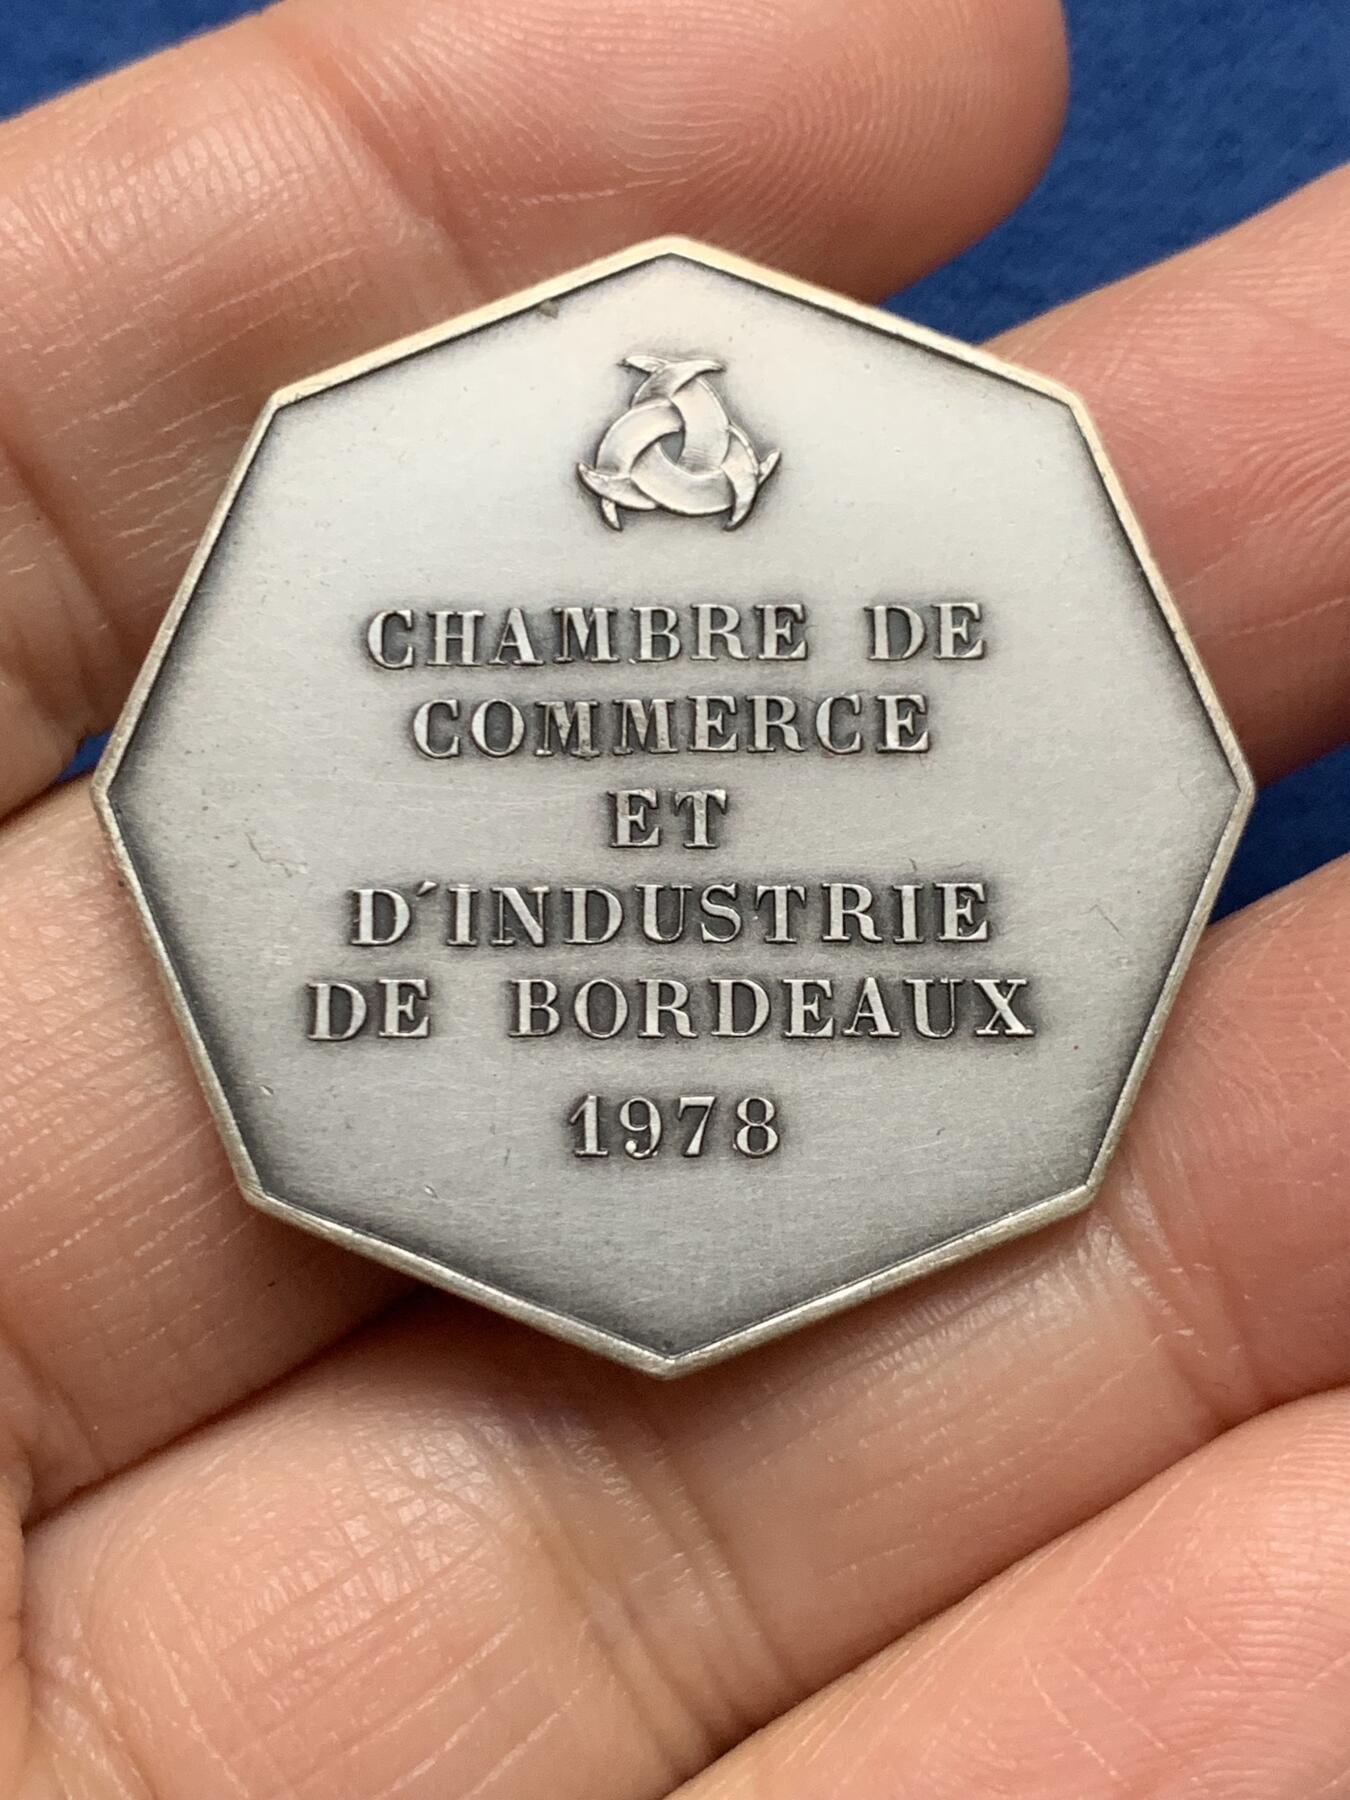 CHAMBRE DE
COMMERCE
ET
D´INDUSTRIE
DE BORDEAUX
1978